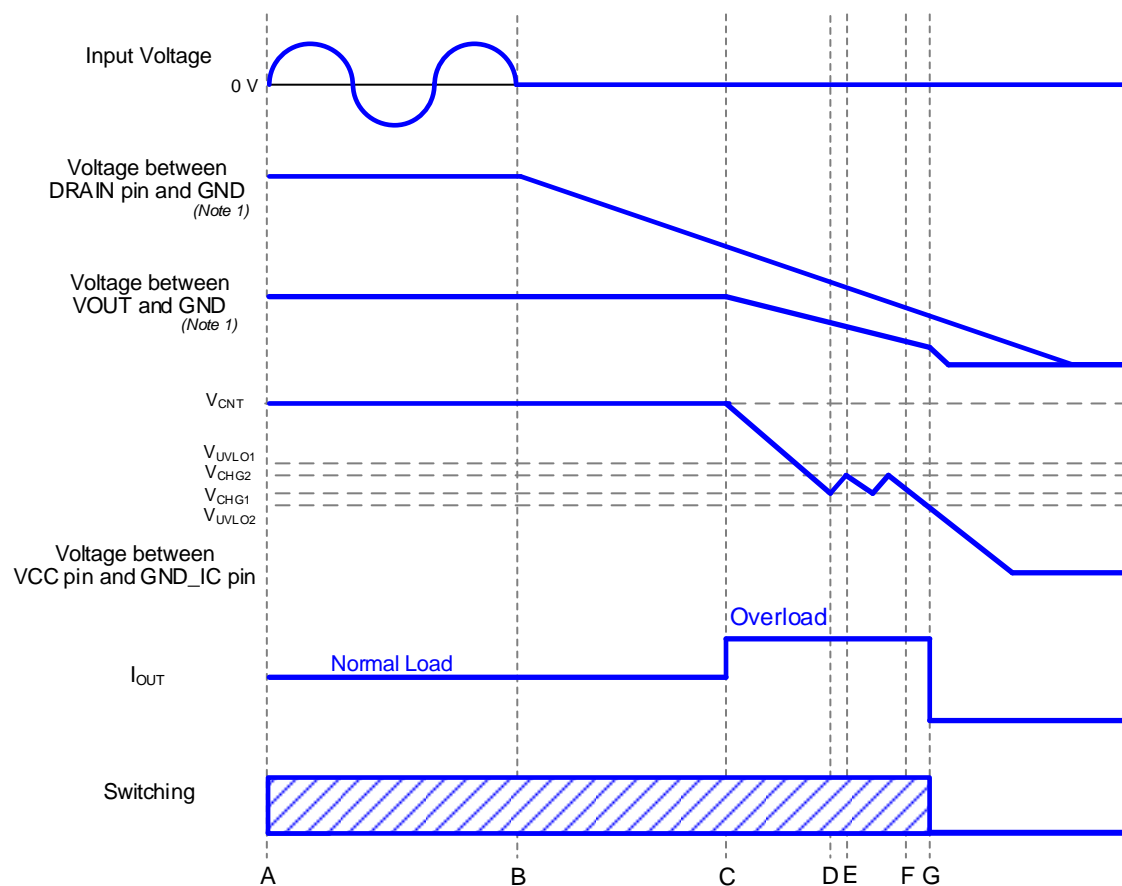 Input Voltage
0 V
Voltage between
DRAIN pin and GND
(Note 1)
Voltage between
VOUT and GND
(Note 1)
VCNT
VUVLO1
VCHG2
VCHG1
VUVLO2
Voltage between
VCC pin and GND_IC pin
Overload
Normal Load
IOUT
Switching
A B C D E F G